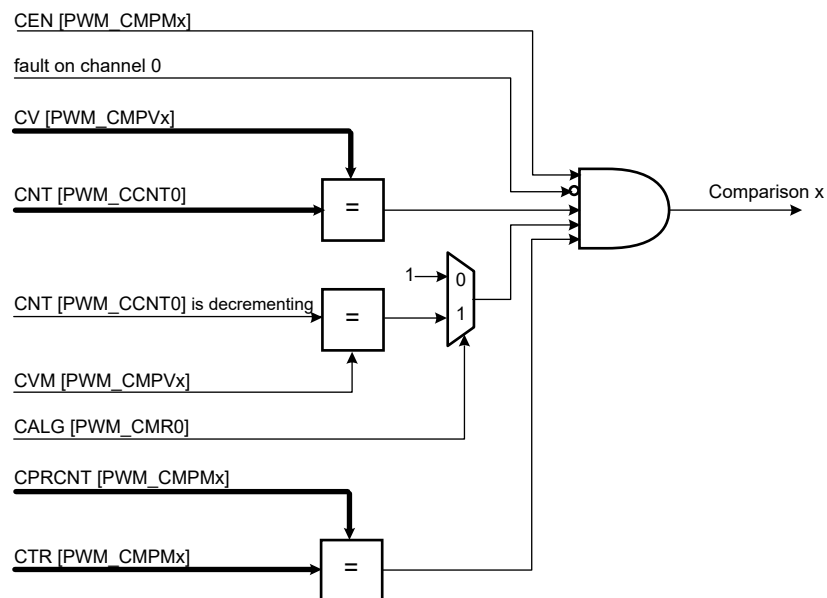 CEN [PWM_CMPMx]
fault on channel 0
CV [PWM_CMPVx]
Comparison x
CNT [PWM_CCNT0]
=
1
0
CNT [PWM_CCNT0] is decrementing
=
1
CVM [PWM_CMPVx]
CALG [PWM_CMR0]
CPRCNT [PWM_CMPMx]
CTR [PWM_CMPMx]
=